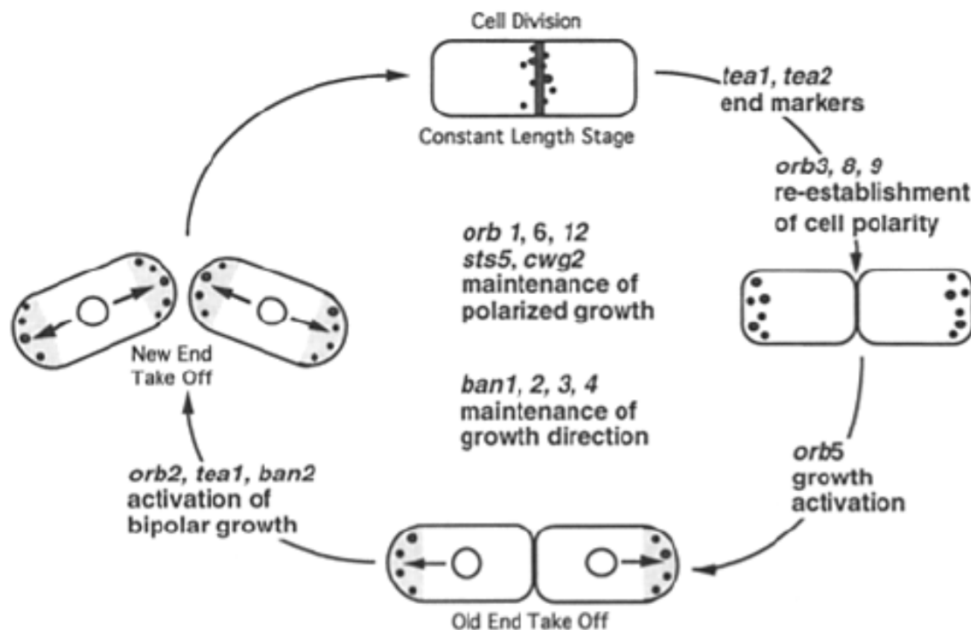 Cell Division
Constant Length Stage
tea1, tea2
end markers
orb3, 8, 9
re-establishment
of cell polarity
orb 1, 6, 12
sts5, cwg2
maintenance of
polarized growth
New End
Take Off
ban1, 2, 3, 4
maintenance of
growth direction
orb5
growth
activation
orb2, tea1, ban2
activation of
bipolar growth
Old End Take Off